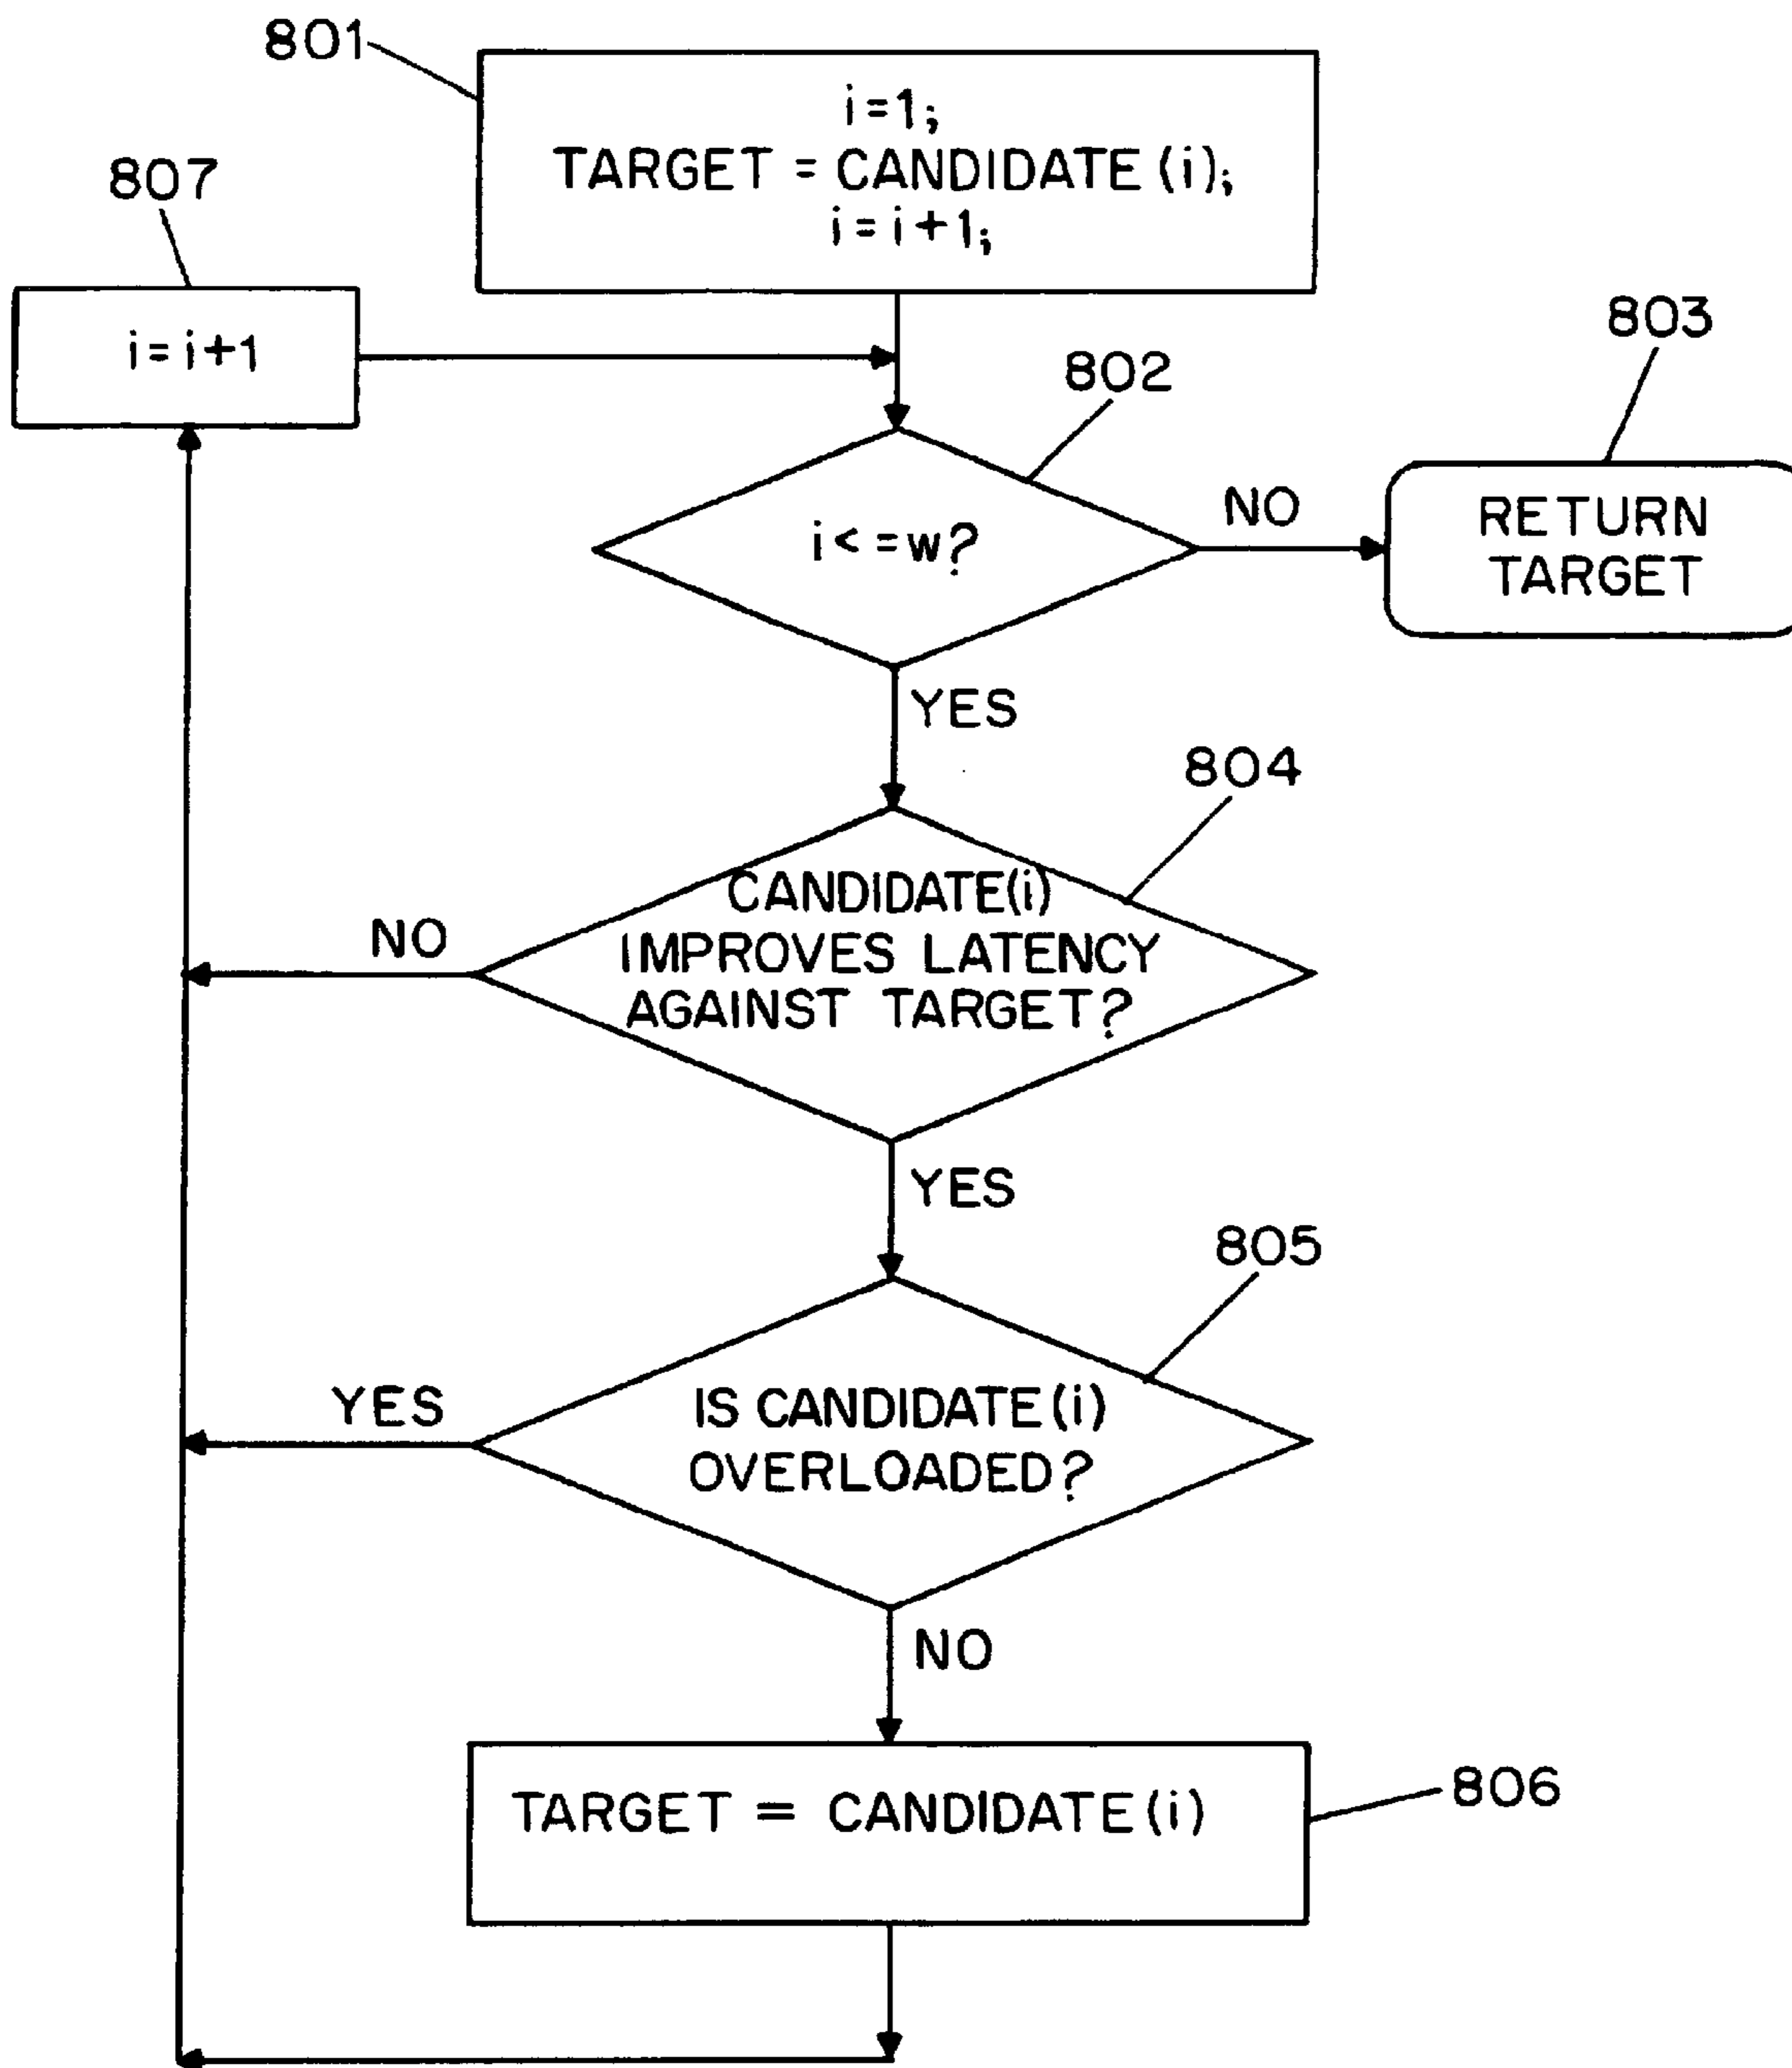 801
i=1;
TARGET = CANDIDATE (i);
i=i+1;
807
i=i+1
803
802
i<=w?
NO
RETURN
TARGET
YES
804
CANDIDATE(i)
IMPROVES LATENCY
AGAINST TARGET?
NO
YES
805
IS CANDIDATE(i)
OVERLOADED?
YES
NO
TARGET = CANDIDATE(i)
806